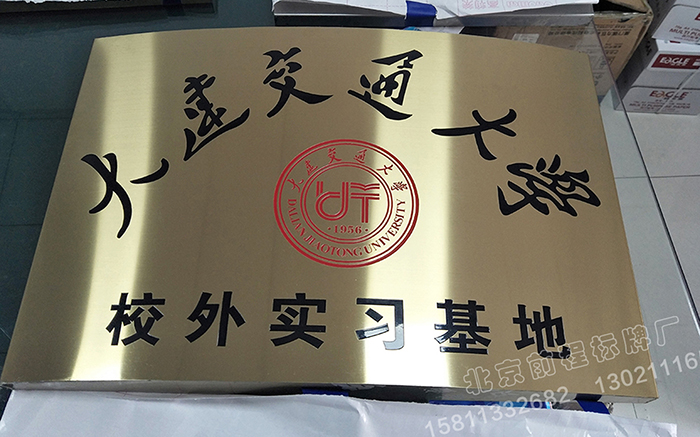 大连交通大学
大连交通大学
DALIAN JIAOTONG UNIVERSITY
1956
校外实习基地
北京前程标牌厂
15811332682 13021116